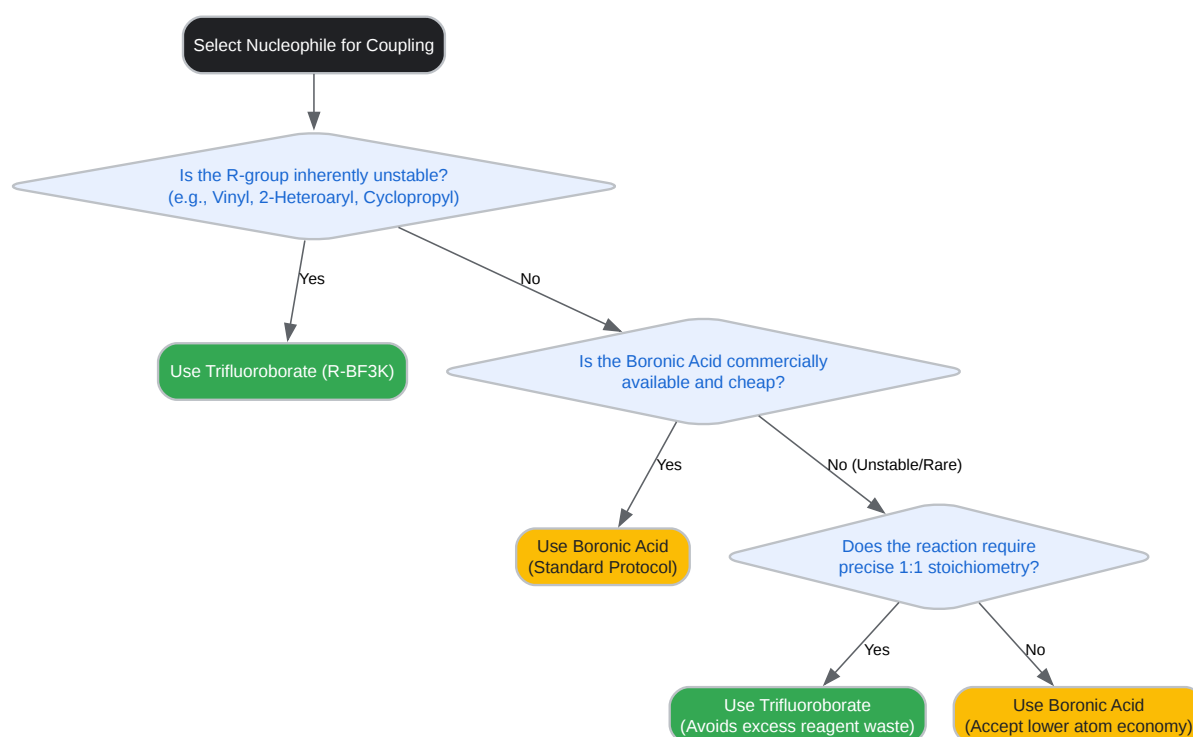 Select Nucleophile for Coupling
Is the R-group inherently unstable?
(e.g., Vinyl, 2-Heteroaryl, Cyclopropyl)
Yes
No
Use Trifluoroborate (R-BF3K)
Is the Boronic Acid commercially
available and cheap?
Yes
No (Unstable/Rare)
Use Boronic Acid
(Standard Protocol)
Does the reaction require
precise 1:1 stoichiometry?
Yes
No
Use Trifluoroborate
(Avoids excess reagent waste)
Use Boronic Acid
(Accept lower atom economy)